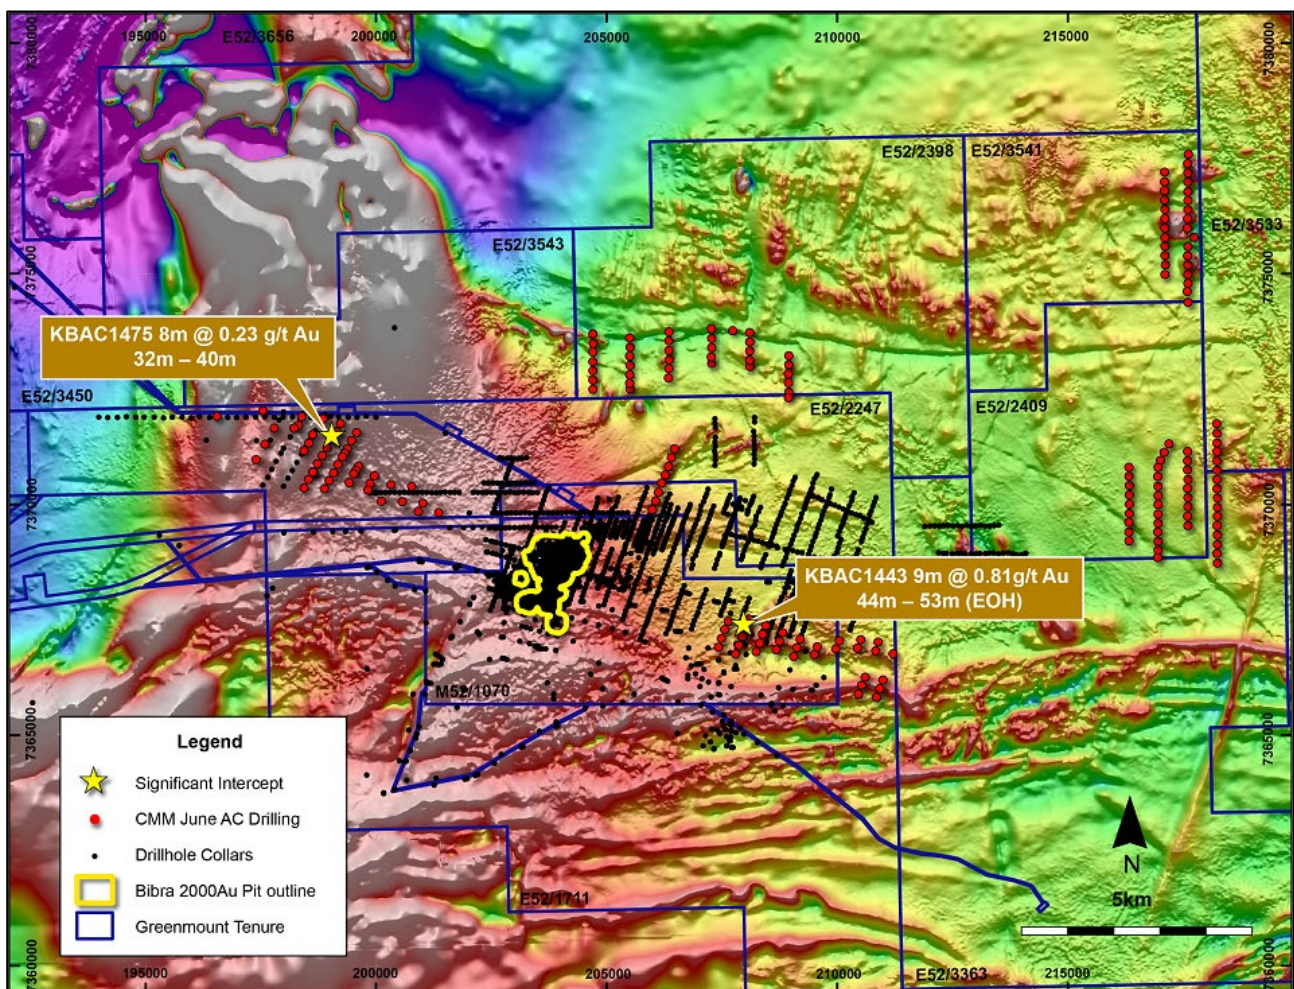 195000
200000
205000
210000
215000
7380000
7380000
E52/3656
E52/2398
E52/3541
E52/3533
E52/3543
7375000
7375000
KBAC1475 8m @ 0.23 g/t Au
32m – 40m
E52/3450
E52/2247
E52/2409
7370000
7370000
KBAC1443 9m @ 0.81g/t Au
44m – 53m (EOH)
M52/1070
7365000
7365000
Legend
Significant Intercept
CMM June AC Drilling
Drillhole Collars
Bibra 2000Au Pit outline
Greenmount Tenure
N
5km
E52/1711
E52/3363
7360000
7360000
195000
200000
205000
210000
215000